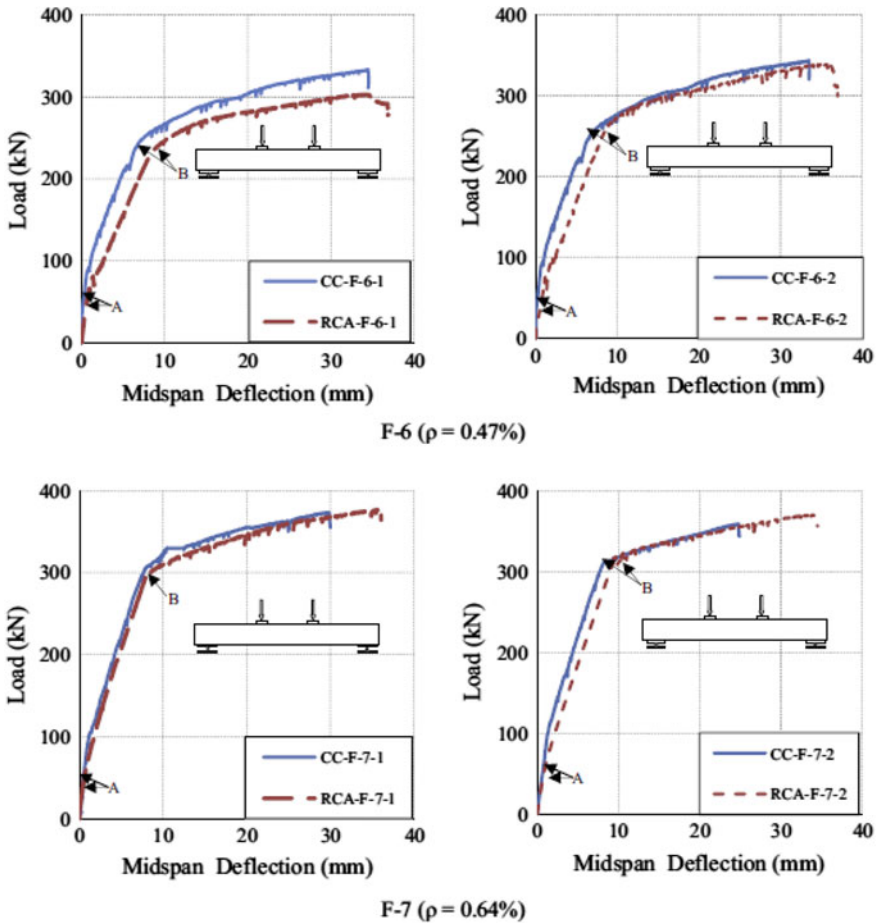 400
300
200
100
0
Load (kN)
B
A
CC-F-6-1
RCA-F-6-1
0 10 20 30 40
Midspan Deflection (mm)
400
300
200
100
0
Load (kN)
B
A
CC-F-6-2
RCA-F-6-2
0 10 20 30 40
Midspan Deflection (mm)
F-6 (ρ = 0.47%)
400
300
200
100
0
Load (kN)
B
A
CC-F-7-1
RCA-F-7-1
0 10 20 30 40
Midspan Deflection (mm)
400
300
200
100
0
Load (kN)
B
A
CC-F-7-2
RCA-F-7-2
0 10 20 30 40
Midspan Deflection (mm)
F-7 (ρ = 0.64%)